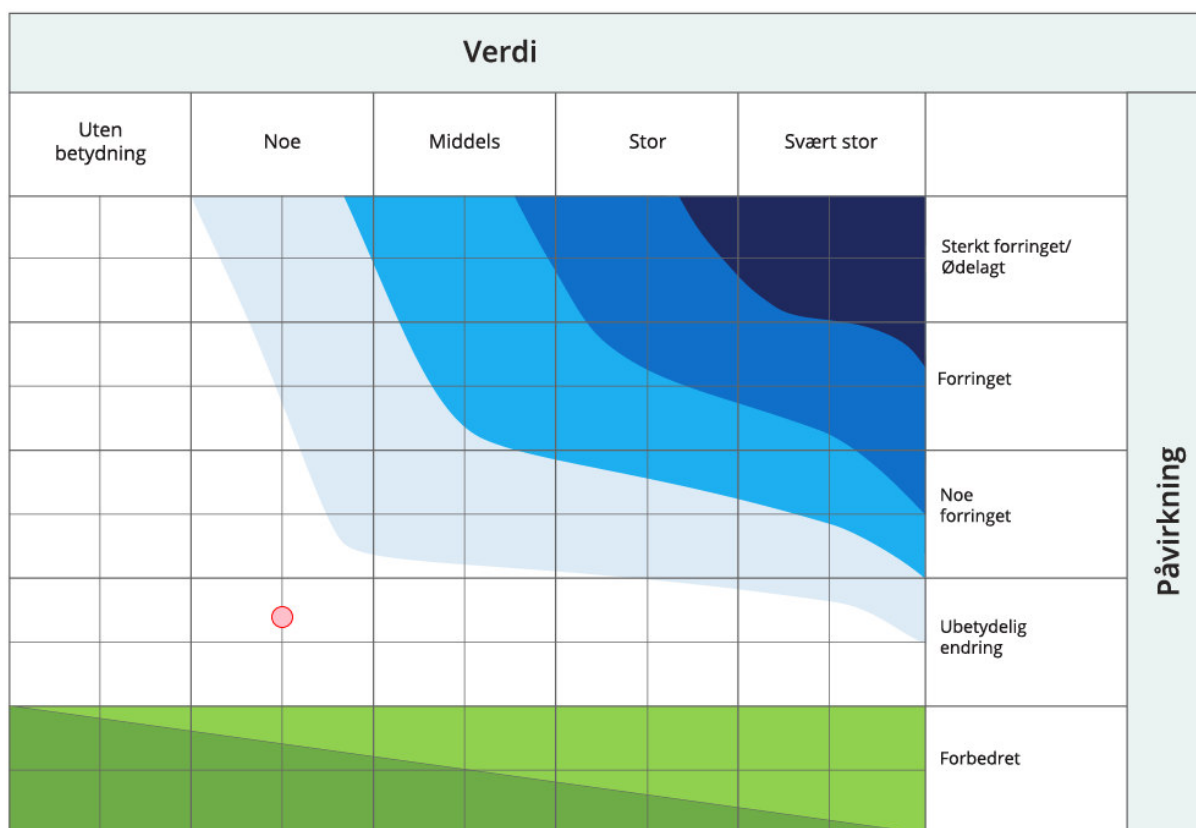 Verdi
Uten
betydning
Noe
Middels
Stor
Svært stor
Sterkt forringet/
Ødelagt
Forringet
Noe
forringet
Ubetydelig
endring
Forbedret
Påvirkning